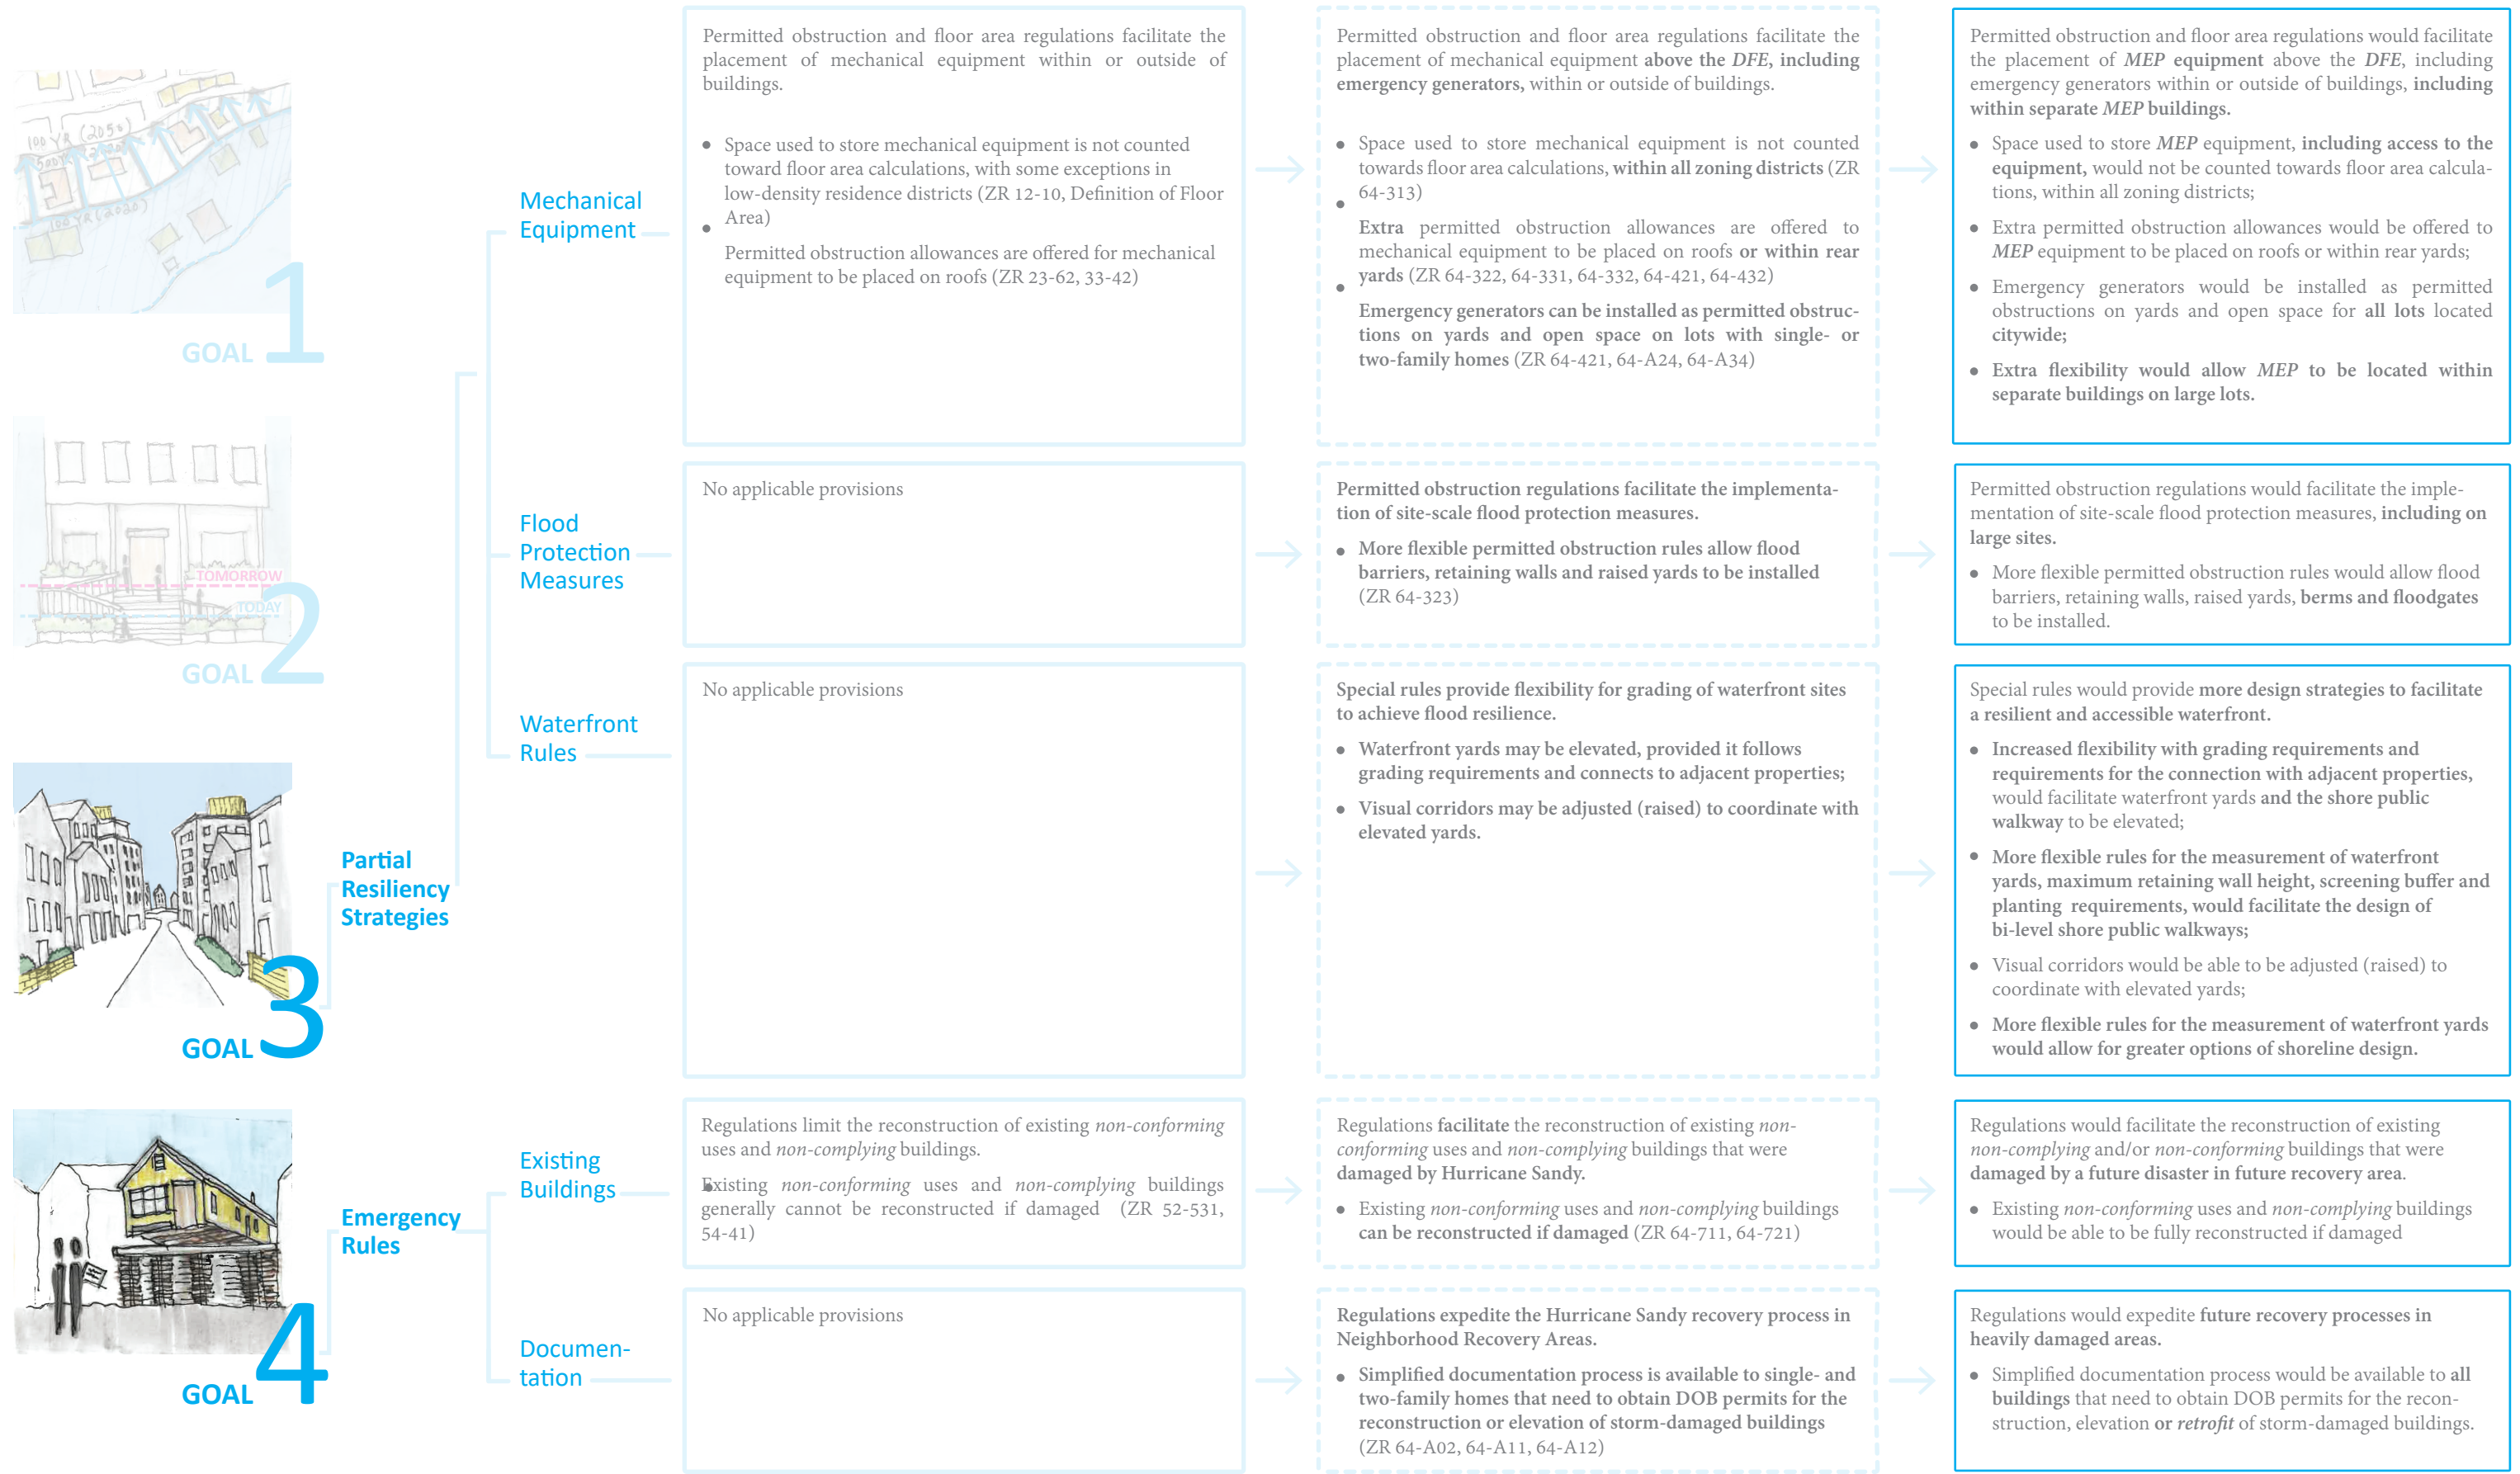 100 YR (2050)
500 YR (2020)
100 YR (2020)
GOAL 1
TOMORROW
TODAY
GOAL 2
GOAL 3
Partial
Resiliency
Strategies
Mechanical
Equipment
Permitted obstruction and floor area regulations facilitate the
placement of mechanical equipment within or outside of
buildings.
• Space used to store mechanical equipment is not counted
toward floor area calculations, with some exceptions in
low-density residence districts (ZR 12-10, Definition of Floor
Area)
• Permitted obstruction allowances are offered for mechanical
equipment to be placed on roofs (ZR 23-62, 33-42)
Permitted obstruction and floor area regulations facilitate the
placement of mechanical equipment above the DFE, including
emergency generators, within or outside of buildings.
• Space used to store mechanical equipment is not counted
towards floor area calculations, within all zoning districts (ZR
64-313)
• Extra permitted obstruction allowances are offered to
mechanical equipment to be placed on roofs or within rear
yards (ZR 64-322, 64-331, 64-332, 64-421, 64-432)
• Emergency generators can be installed as permitted obstruc-
tions on yards and open space on lots with single- or
two-family homes (ZR 64-421, 64-A24, 64-A34)
Permitted obstruction and floor area regulations would facilitate
the placement of MEP equipment above the DFE, including
emergency generators within or outside of buildings, including
within separate MEP buildings.
• Space used to store MEP equipment, including access to the
equipment, would not be counted towards floor area calcula-
tions, within all zoning districts;
• Extra permitted obstruction allowances would be offered to
MEP equipment to be placed on roofs or within rear yards;
• Emergency generators would be installed as permitted
obstructions on yards and open space for all lots located
citywide;
• Extra flexibility would allow MEP to be located within
separate buildings on large lots.
Flood
Protection
Measures
No applicable provisions
Permitted obstruction regulations facilitate the implementa-
tion of site-scale flood protection measures.
• More flexible permitted obstruction rules allow flood
barriers, retaining walls and raised yards to be installed
(ZR 64-323)
Permitted obstruction regulations would facilitate the imple-
mentation of site-scale flood protection measures, including on
large sites.
• More flexible permitted obstruction rules would allow flood
barriers, retaining walls, raised yards, berms and floodgates
to be installed.
Waterfront
Rules
No applicable provisions
Special rules provide flexibility for grading of waterfront sites
to achieve flood resilience.
• Waterfront yards may be elevated, provided it follows
grading requirements and connects to adjacent properties;
• Visual corridors may be adjusted (raised) to coordinate with
elevated yards.
Special rules would provide more design strategies to facilitate
a resilient and accessible waterfront.
• Increased flexibility with grading requirements and
requirements for the connection with adjacent properties,
would facilitate waterfront yards and the shore public
walkway to be elevated;
• More flexible rules for the measurement of waterfront
yards, maximum retaining wall height, screening buffer and
planting requirements, would facilitate the design of
bi-level shore public walkways;
• Visual corridors would be able to be adjusted (raised) to
coordinate with elevated yards;
• More flexible rules for the measurement of waterfront yards
would allow for greater options of shoreline design.
GOAL 4
Emergency
Rules
Existing
Buildings
Regulations limit the reconstruction of existing non-conforming
uses and non-complying buildings.
• Existing non-conforming uses and non-complying buildings
generally cannot be reconstructed if damaged (ZR 52-531,
54-41)
Regulations facilitate the reconstruction of existing non-
conforming uses and non-complying buildings that were
damaged by Hurricane Sandy.
• Existing non-conforming uses and non-complying buildings
can be reconstructed if damaged (ZR 64-711, 64-721)
Regulations would facilitate the reconstruction of existing
non-complying and/or non-conforming buildings that were
damaged by a future disaster in future recovery area.
• Existing non-conforming uses and non-complying buildings
would be able to be fully reconstructed if damaged
Documen-
tation
No applicable provisions
Regulations expedite the Hurricane Sandy recovery process in
Neighborhood Recovery Areas.
• Simplified documentation process is available to single- and
two-family homes that need to obtain DOB permits for the
reconstruction or elevation of storm-damaged buildings
(ZR 64-A02, 64-A11, 64-A12)
Regulations would expedite future recovery processes in
heavily damaged areas.
• Simplified documentation process would be available to all
buildings that need to obtain DOB permits for the recon-
struction, elevation or retrofit of storm-damaged buildings.